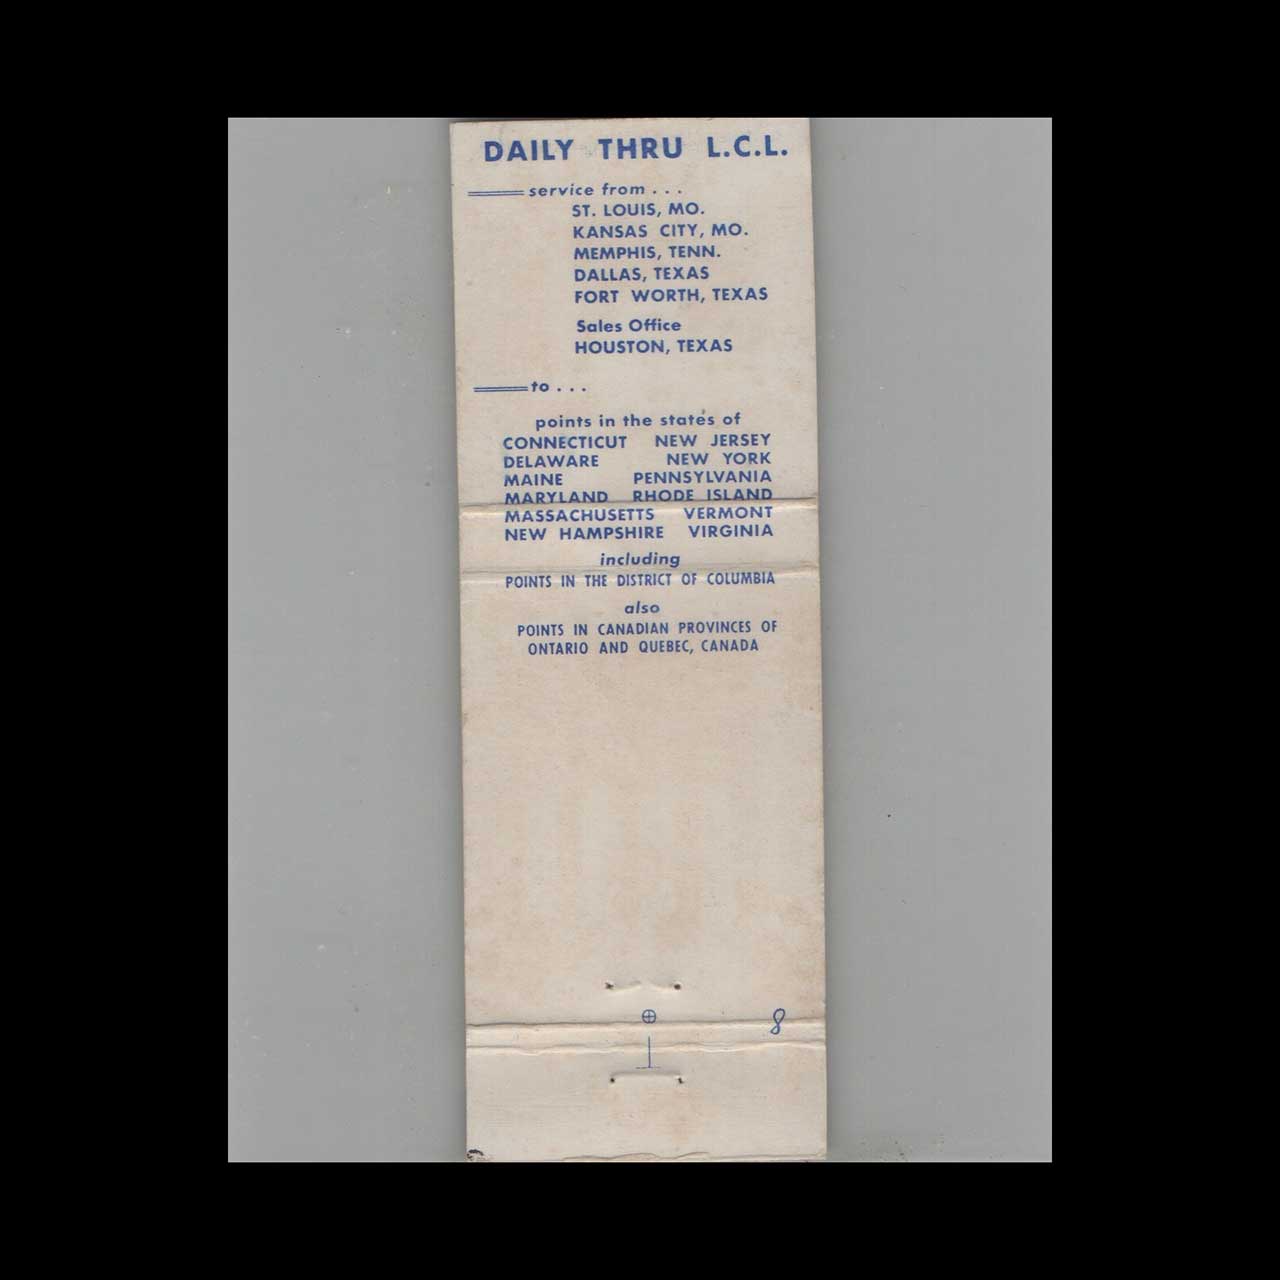 DAILY THRU L.C.L.
service from . . .
ST. LOUIS, MO.
KANSAS CITY, MO.
MEMPHIS, TENN.
DALLAS, TEXAS
FORT WORTH, TEXAS
Sales Office
HOUSTON, TEXAS
to . . .
points in the states of
CONNECTICUT NEW JERSEY
DELAWARE NEW YORK
MAINE PENNSYLVANIA
MARYLAND RHODE ISLAND
MASSACHUSETTS VERMONT
NEW HAMPSHIRE VIRGINIA
including
POINTS IN THE DISTRICT OF COLUMBIA
also
POINTS IN CANADIAN PROVINCES OF
ONTARIO AND QUEBEC, CANADA
8